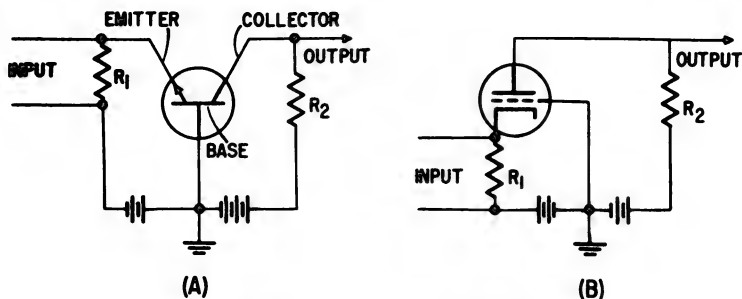 EMITTER
COLLECTOR
OUTPUT
INPUT
R1
R2
BASE
(A)
OUTPUT
R2
INPUT
R1
(B)